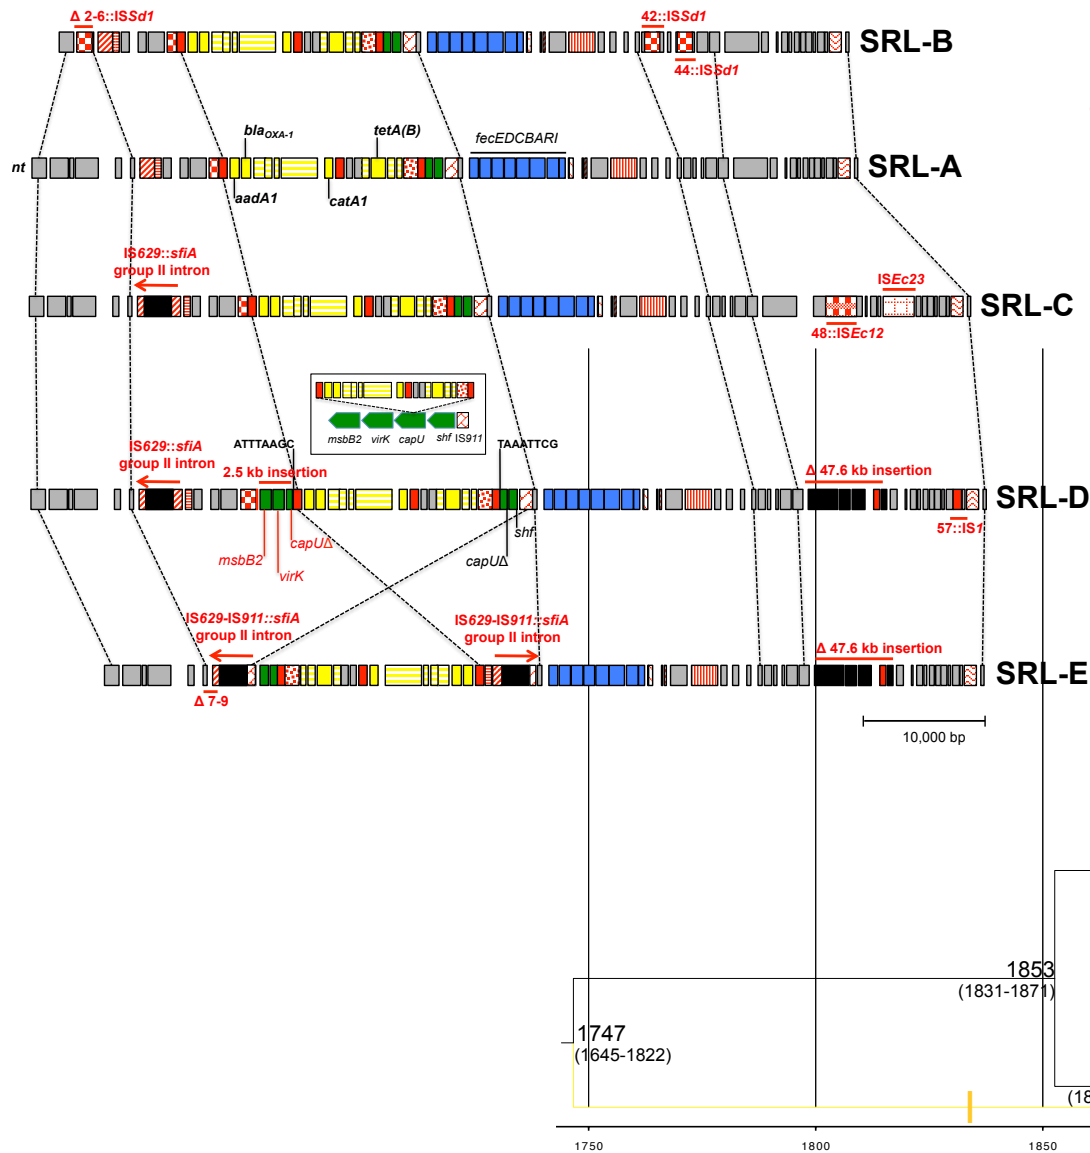 Δ 2-6::ISSd1
42::ISSd1
SRL-B
44::ISSd1
blaOXA-1
tetA(B)
fecEDCBARI
nt
SRL-A
aadA1
catA1
IS629::sfiA
group II intron
ISEc23
SRL-C
48::ISEc12
msbB2 virK capU shf IS911
ATTTAAGC
TAAATTCG
IS629::sfiA
group II intron
2.5 kb insertion
Δ 47.6 kb insertion
SRL-D
57::IS1
shf
capUΔ
capUΔ
msbB2
virK
IS629-IS911::sfiA
group II intron
IS629-IS911::sfiA
group II intron
Δ 47.6 kb insertion
SRL-E
Δ 7-9
10,000 bp
1853
(1831-1871)
1747
(1645-1822)
(18
1750 1800 1850